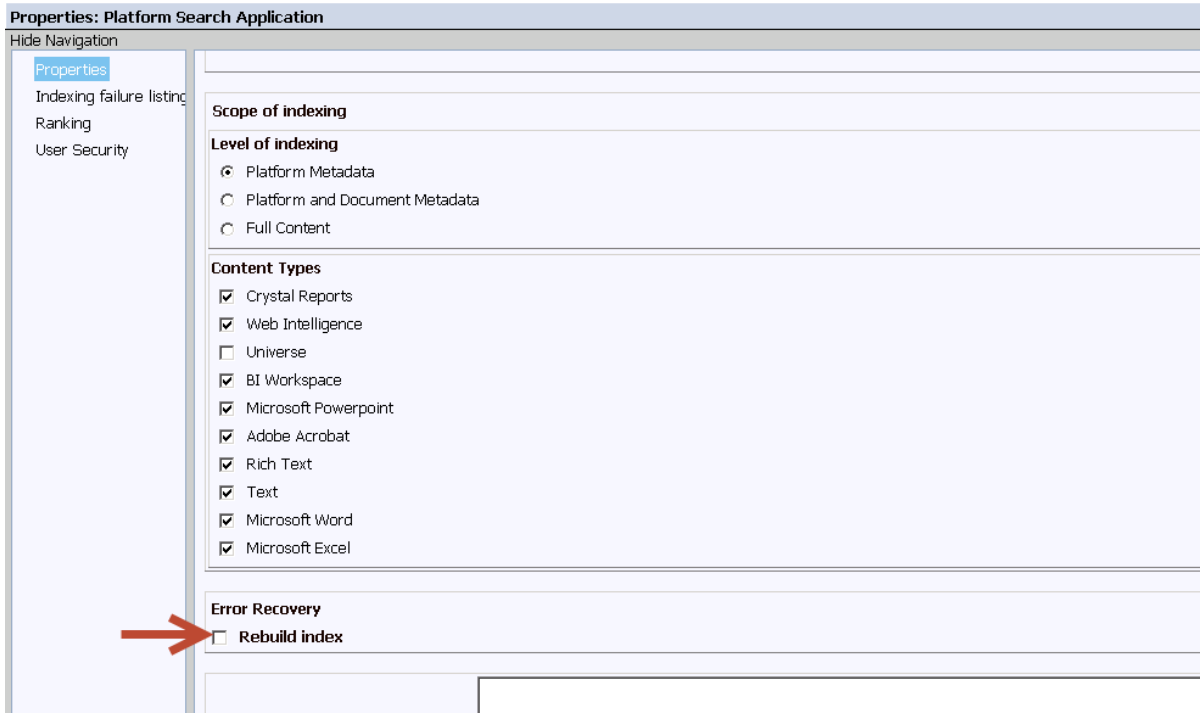 Properties: Platform Search Application
Hide Navigation
Properties
Indexing failure listing
Ranking
User Security
Scope of indexing
Level of indexing
Platform Metadata
Platform and Document Metadata
Full Content
Content Types
Crystal Reports
Web Intelligence
Universe
BI Workspace
Microsoft Powerpoint
Adobe Acrobat
Rich Text
Text
Microsoft Word
Microsoft Excel
Error Recovery
Rebuild index